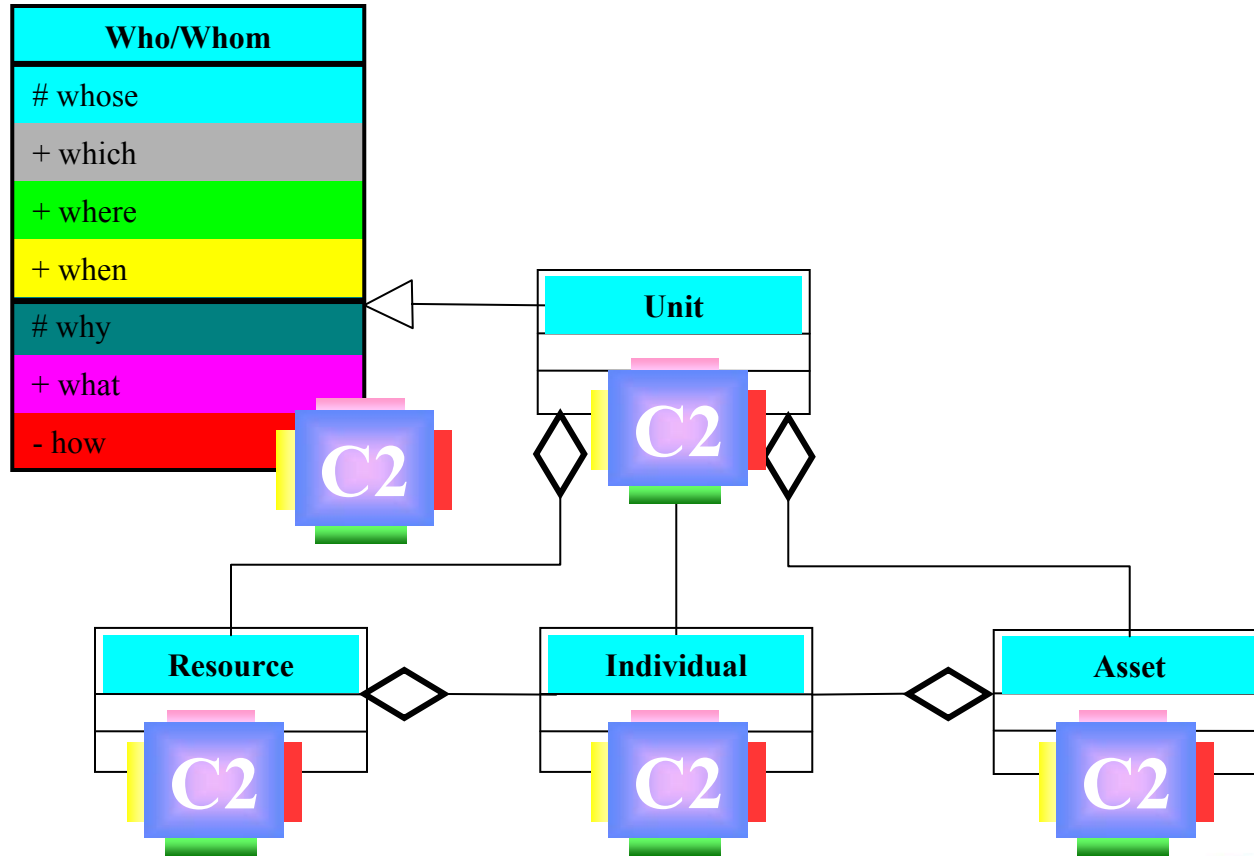 Who/Whom
# whose
+ which
+ where
+ when
# why
+ what
- how
C2
Unit
C2
Resource
C2
Individual
C2
Asset
C2